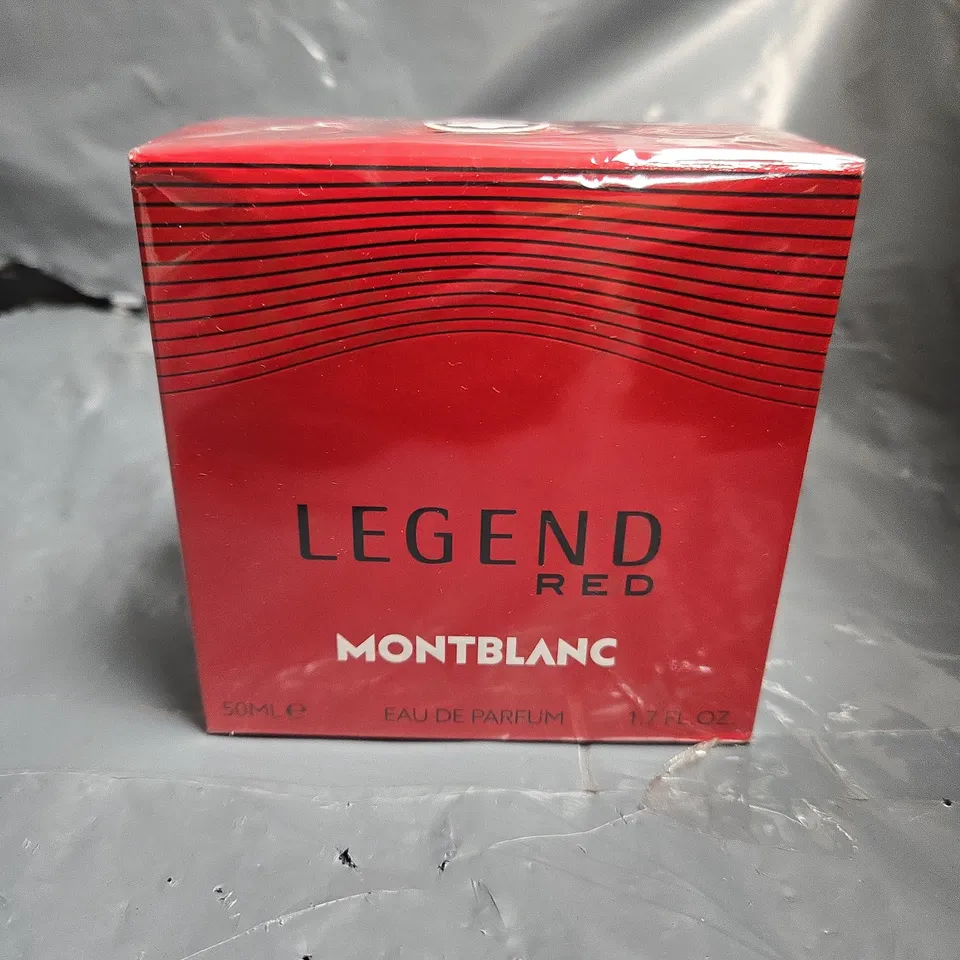 LEGEND
RED
MONTBLANC
50ML ℮ EAU DE PARFUM 1.7 FL.OZ.